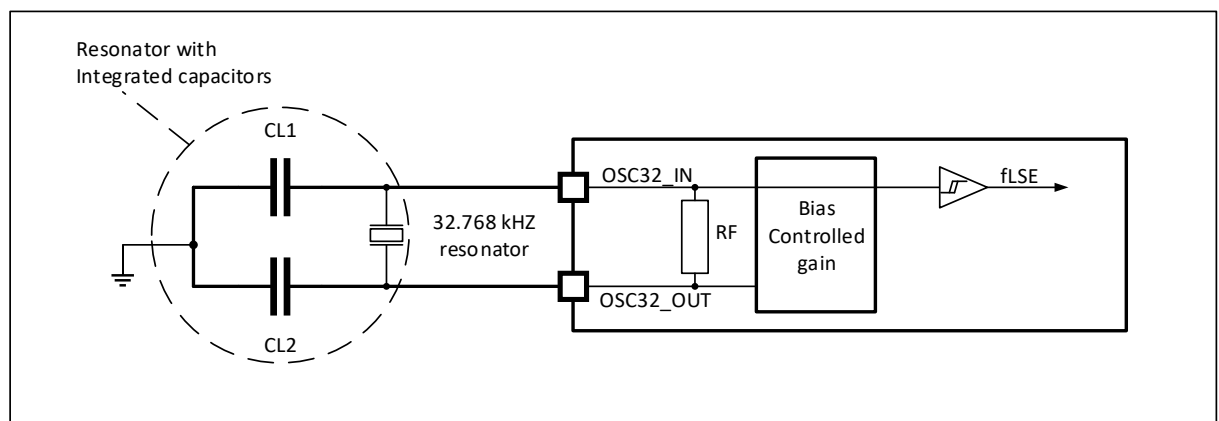 Resonator with
Integrated capacitors
CL1
OSC32_IN
fLSE
32.768 kHZ
resonator
RF
Bias
Controlled
gain
OSC32_OUT
CL2